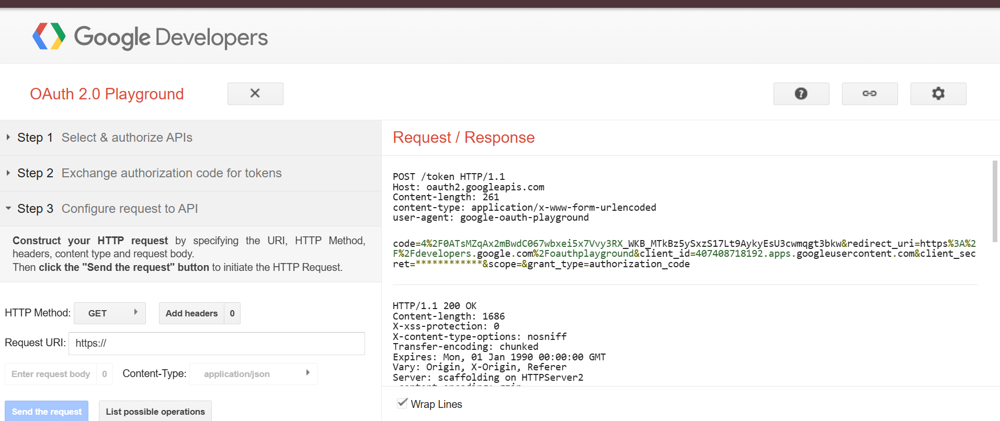 Google Developers
OAuth 2.0 Playground
Step 1 Select & authorize APIs
Step 2 Exchange authorization code for tokens
Step 3 Configure request to API
Construct your HTTP request by specifying the URI, HTTP Method,
headers, content type and request body.
Then click the "Send the request" button to initiate the HTTP Request.
HTTP Method: GET Add headers 0
Request URI: https://
Enter request body 0 Content-Type: application/json
Send the request List possible operations
Request / Response
POST /token HTTP/1.1
Host: oauth2.googleapis.com
Content-length: 261
content-type: application/x-www-form-urlencoded
user-agent: google-oauth-playground
code=4%2F0ATsMZqAx2mBwdC067wbxei5x7Vvy3RX_WKB_MTkBz5ySxzS17Lt9AykyEsU3cwmqgt3bkw&redirect_uri=https%3A%2
F%2Fdevelopers.google.com%2Foauthplayground&client_id=407408718192.apps.googleusercontent.com&client_sec
ret=************&scope=&grant_type=authorization_code
HTTP/1.1 200 OK
Content-length: 1686
X-xss-protection: 0
X-content-type-options: nosniff
Transfer-encoding: chunked
Expires: Mon, 01 Jan 1990 00:00:00 GMT
Vary: Origin, X-Origin, Referer
Server: scaffolding on HTTPServer2
-content-encoding: gzip
Wrap Lines